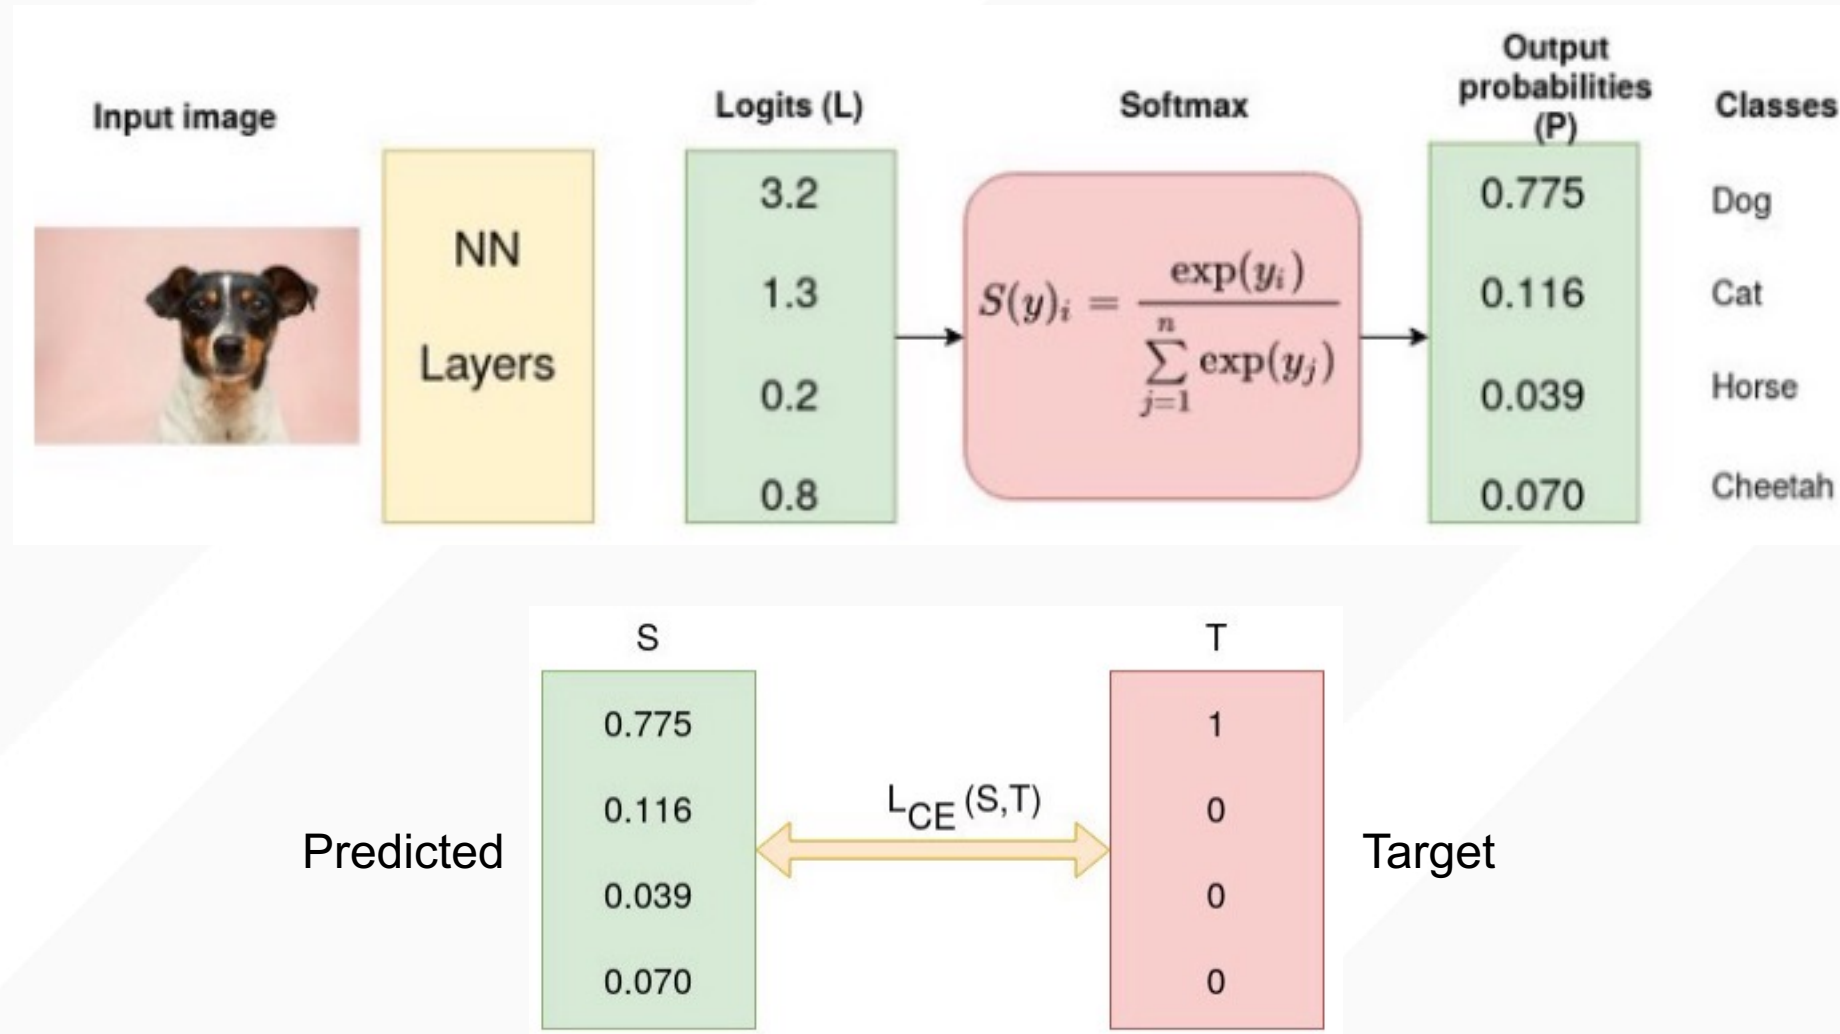 Input image
NN
Layers
Logits (L)
3.2
1.3
0.2
0.8
Softmax
S(y)ᵢ = exp(yᵢ) / ∑ⱼ₌₁ⁿ exp(yⱼ)
Output
probabilities
(P)
0.775
0.116
0.039
0.070
Classes
Dog
Cat
Horse
Cheetah
Predicted
S
0.775
0.116
0.039
0.070
L_CE (S,T)
T
1
0
0
0
Target